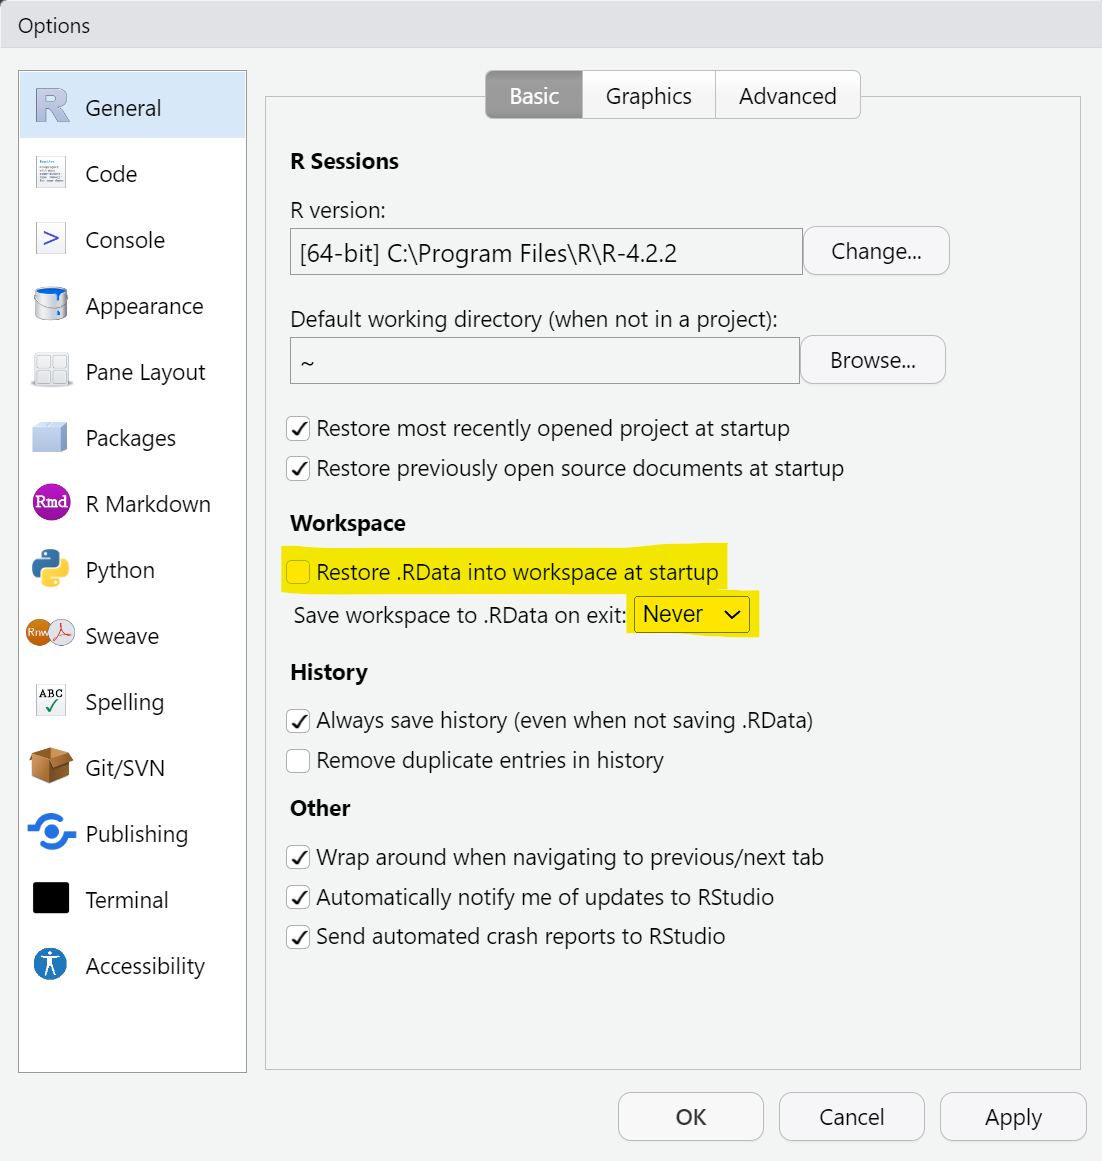 Options
General
Code
Console
Appearance
Pane Layout
Packages
Rmd R Markdown
Python
Rnw Sweave
ABC Spelling
Git/SVN
Publishing
Terminal
Accessibility
Basic Graphics Advanced
R Sessions
R version:
[64-bit] C:\Program Files\R\R-4.2.2 Change...
Default working directory (when not in a project):
~ Browse...
Restore most recently opened project at startup
Restore previously open source documents at startup
Workspace
Restore .RData into workspace at startup
Save workspace to .RData on exit: Never
History
Always save history (even when not saving .RData)
Remove duplicate entries in history
Other
Wrap around when navigating to previous/next tab
Automatically notify me of updates to RStudio
Send automated crash reports to RStudio
OK Cancel Apply